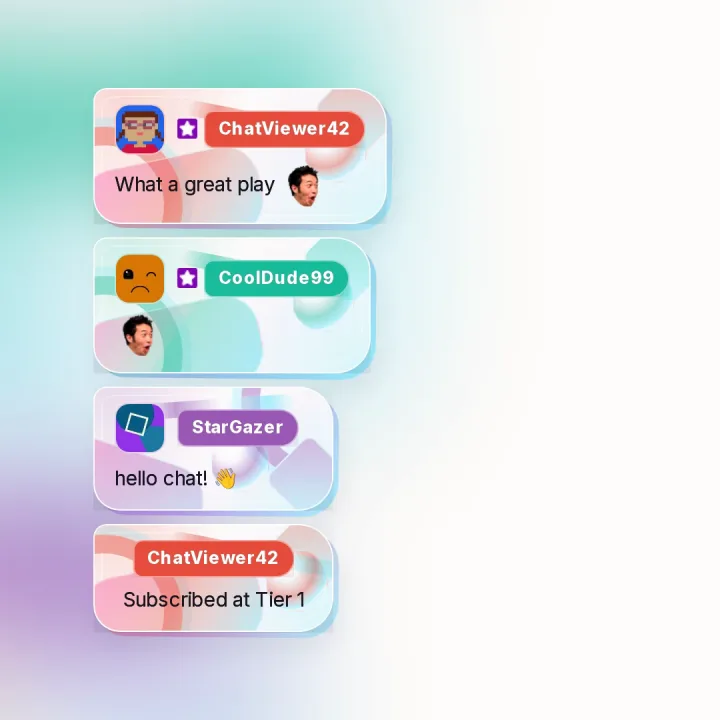 ChatViewer42
What a great play
CoolDude99
StarGazer
hello chat! 👋
ChatViewer42
Subscribed at Tier 1